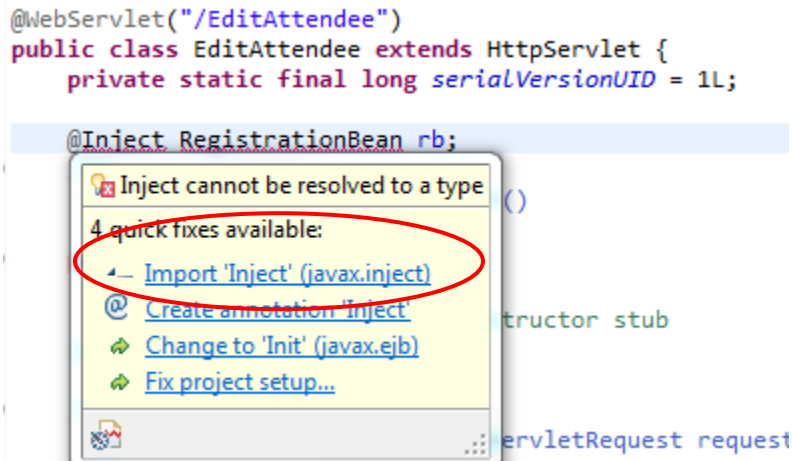 @WebServlet("/EditAttendee")
public class EditAttendee extends HttpServlet {
private static final long serialVersionUID = 1L;
@Inject RegistrationBean rb;
Inject cannot be resolved to a type
()
4 quick fixes available:
Import 'Inject' (javax.inject)
Create annotation 'Inject'
tructor stub
Change to 'Init' (javax.ejb)
Fix project setup...
ervletRequest request